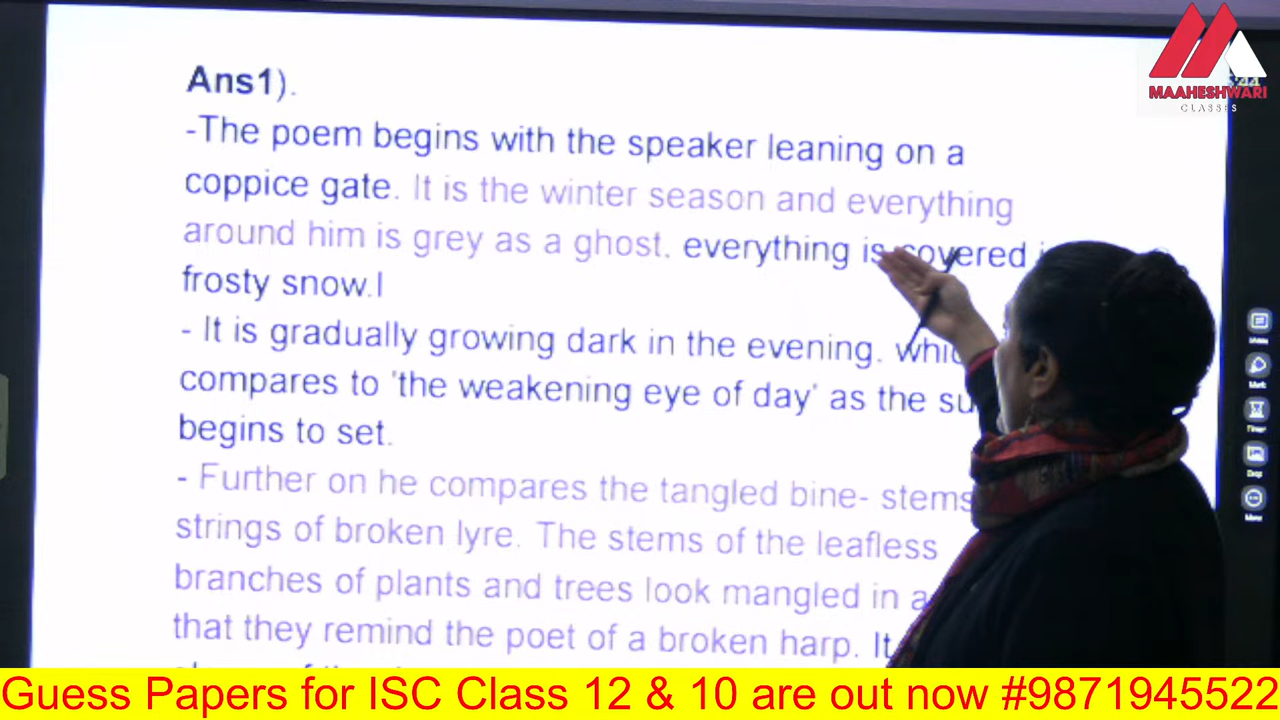 MAAHESHWARI
CLASSES
Ans1).
-The poem begins with the speaker leaning on a
coppice gate. It is the winter season and everything
around him is grey as a ghost. everything is covered
frosty snow.I
- It is gradually growing dark in the evening.
compares to 'the weakening eye of day' as the
begins to set.
- Further on he compares the tangled bine- stems
strings of broken lyre. The stems of the leafless
branches of plants and trees look mangled in
that they remind the poet of a broken harp. It
Mark
More
Guess Papers for ISC Class 12 & 10 are out now #9871945522